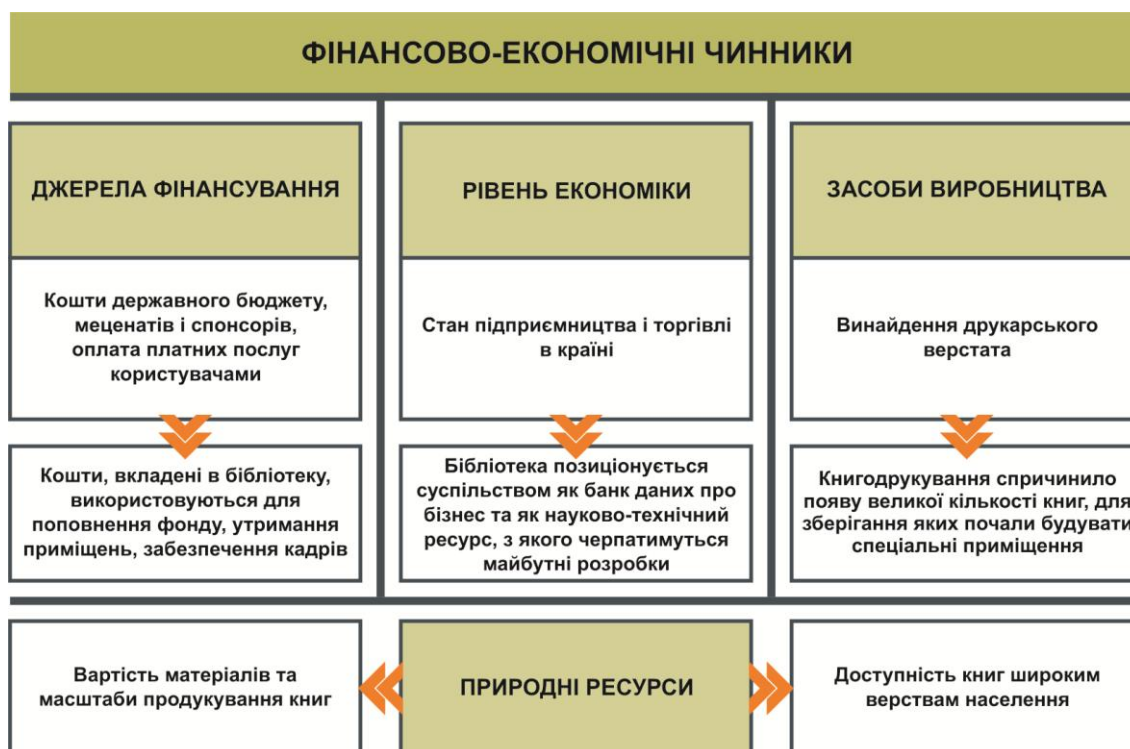 ФІНАНСОВО-ЕКОНОМІЧНІ ЧИННИКИ
ДЖЕРЕЛА ФІНАНСУВАННЯ
Кошти державного бюджету,
меценатів і спонсорів,
оплата платних послуг
користувачами
Кошти, вкладені в бібліотеку,
використовуються для
поповнення фонду, утримання
приміщень, забезпечення кадрів
РІВЕНЬ ЕКОНОМІКИ
Стан підприємництва і торгівлі
в країні
Бібліотека позиціонується
суспільством як банк даних про
бізнес та як науково-технічний
ресурс, з якого черпатимуться
майбутні розробки
ЗАСОБИ ВИРОБНИЦТВА
Винайдення друкарського
верстата
Книгодрукування спричинило
появу великої кількості книг, для
зберігання яких почали будувати
спеціальні приміщення
Вартість матеріалів та
масштаби продукування книг
ПРИРОДНІ РЕСУРСИ
Доступність книг широким
верствам населення